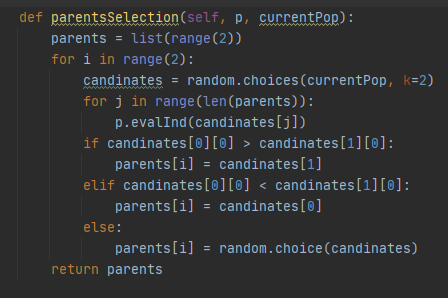 def parentsSelection(self, p, currentPop):
    parents = list(range(2))
    for i in range(2):
        candinates = random.choices(currentPop, k=2)
        for j in range(len(parents)):
            p.evalInd(candinates[j])
        if candinates[0][0] > candinates[1][0]:
            parents[i] = candinates[1]
        elif candinates[0][0] < candinates[1][0]:
            parents[i] = candinates[0]
        else:
            parents[i] = random.choice(candinates)
    return parents